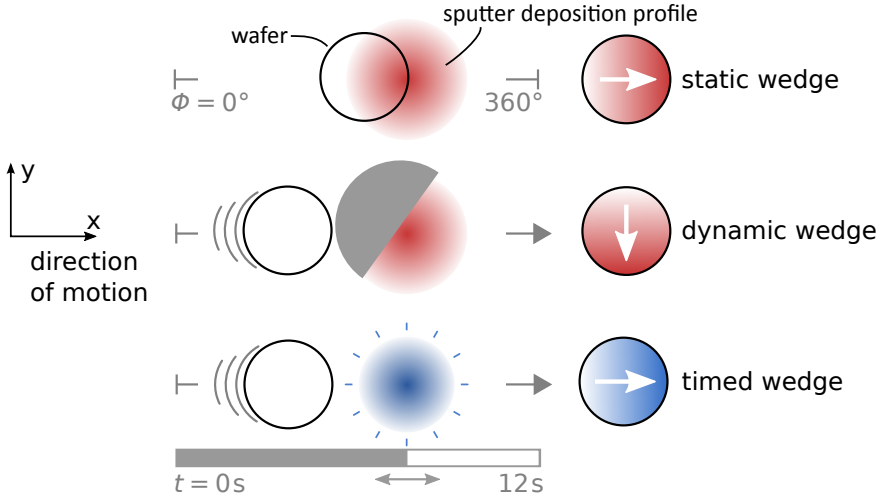 sputter deposition profile
wafer
Φ = 0°
360°
static wedge
y
x
direction
of motion
dynamic wedge
timed wedge
t = 0s
12s